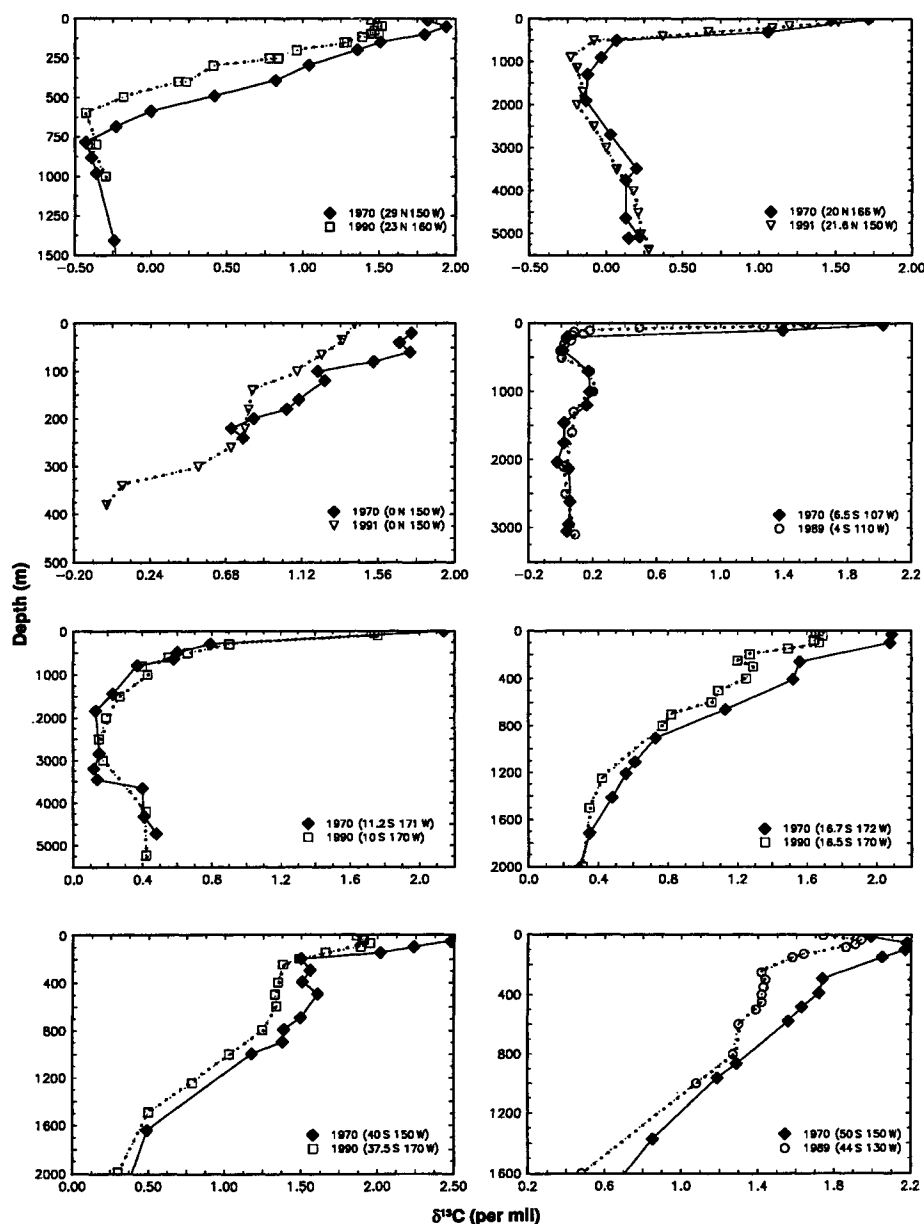 0
250
500
750
1000
1250
1500
1970 (29 N 150 W)
1990 (23 N 160 W)
−0.50 0.00 0.50 1.00 1.50 2.00
0
1000
2000
3000
4000
5000
1970 (20 N 166 W)
1991 (21.6 N 150 W)
−0.50 0.00 0.50 1.00 1.50 2.00
0
100
200
300
400
500
1970 (0 N 150 W)
1991 (0 N 150 W)
−0.20 0.24 0.68 1.12 1.56 2.00
0
1000
2000
3000
1970 (6.5 S 107 W)
1989 (4 S 110 W)
−0.2 0.2 0.6 1.0 1.4 1.8 2.2
Depth (m)
0
1000
2000
3000
4000
5000
1970 (11.2 S 171 W)
1990 (10 S 170 W)
0.0 0.4 0.8 1.2 1.6 2.0
0
400
800
1200
1600
2000
1970 (16.7 S 172 W)
1990 (16.5 S 170 W)
0.0 0.4 0.8 1.2 1.6 2.0
0
400
800
1200
1600
2000
1970 (40 S 150 W)
1990 (37.5 S 170 W)
0.00 0.50 1.00 1.50 2.00 2.50
0
400
800
1200
1600
1970 (50 S 150 W)
1989 (44 S 130 W)
0.2 0.6 1.0 1.4 1.8 2.2
δ¹³C (per mil)